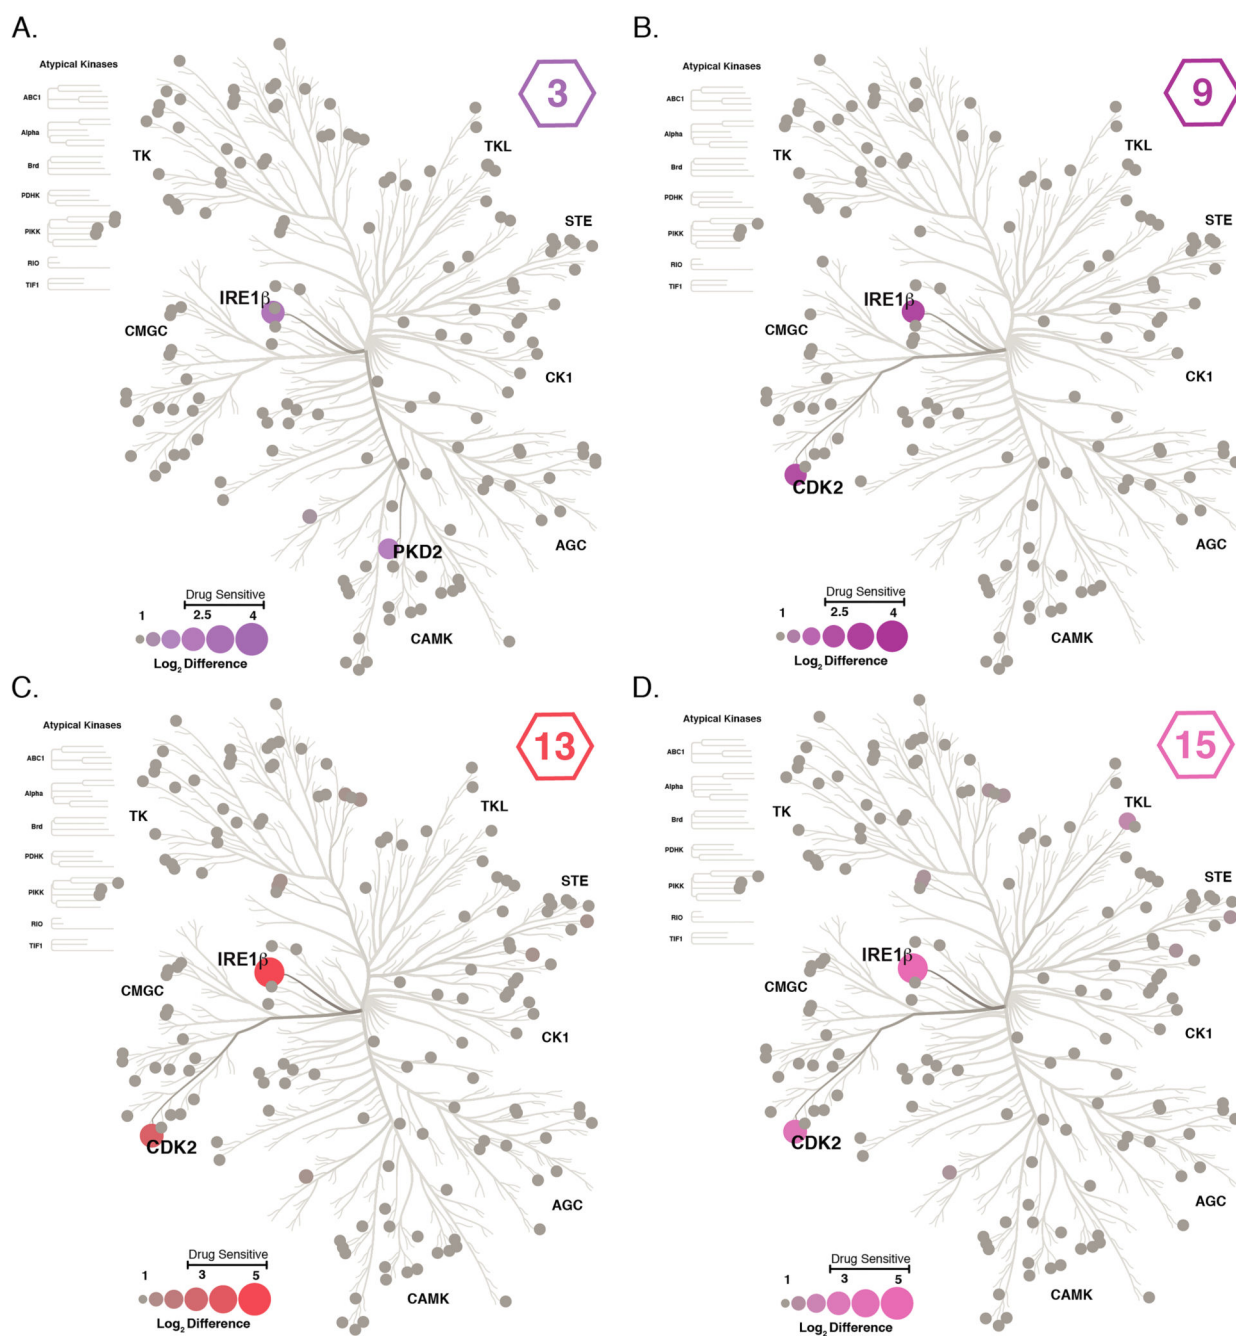 A.
Atypical Kinases
ABC1
Alpha
Brd
PDHK
PIKK
RIO
TIF1
3
TK
TKL
STE
IRE1β
CMGC
CK1
PKD2
AGC
CAMK
Drug Sensitive
1 2.5 4
Log2 Difference
B.
Atypical Kinases
ABC1
Alpha
Brd
PDHK
PIKK
RIO
TIF1
9
TK
TKL
STE
IRE1β
CMGC
CK1
CDK2
AGC
CAMK
Drug Sensitive
1 2.5 4
Log2 Difference
C.
Atypical Kinases
ABC1
Alpha
Brd
PDHK
PIKK
RIO
TIF1
13
TK
TKL
STE
IRE1β
CMGC
CK1
CDK2
AGC
CAMK
Drug Sensitive
1 3 5
Log2 Difference
D.
Atypical Kinases
ABC1
Alpha
Brd
PDHK
PIKK
RIO
TIF1
15
TK
TKL
STE
IRE1β
CMGC
CK1
CDK2
AGC
CAMK
Drug Sensitive
1 3 5
Log2 Difference